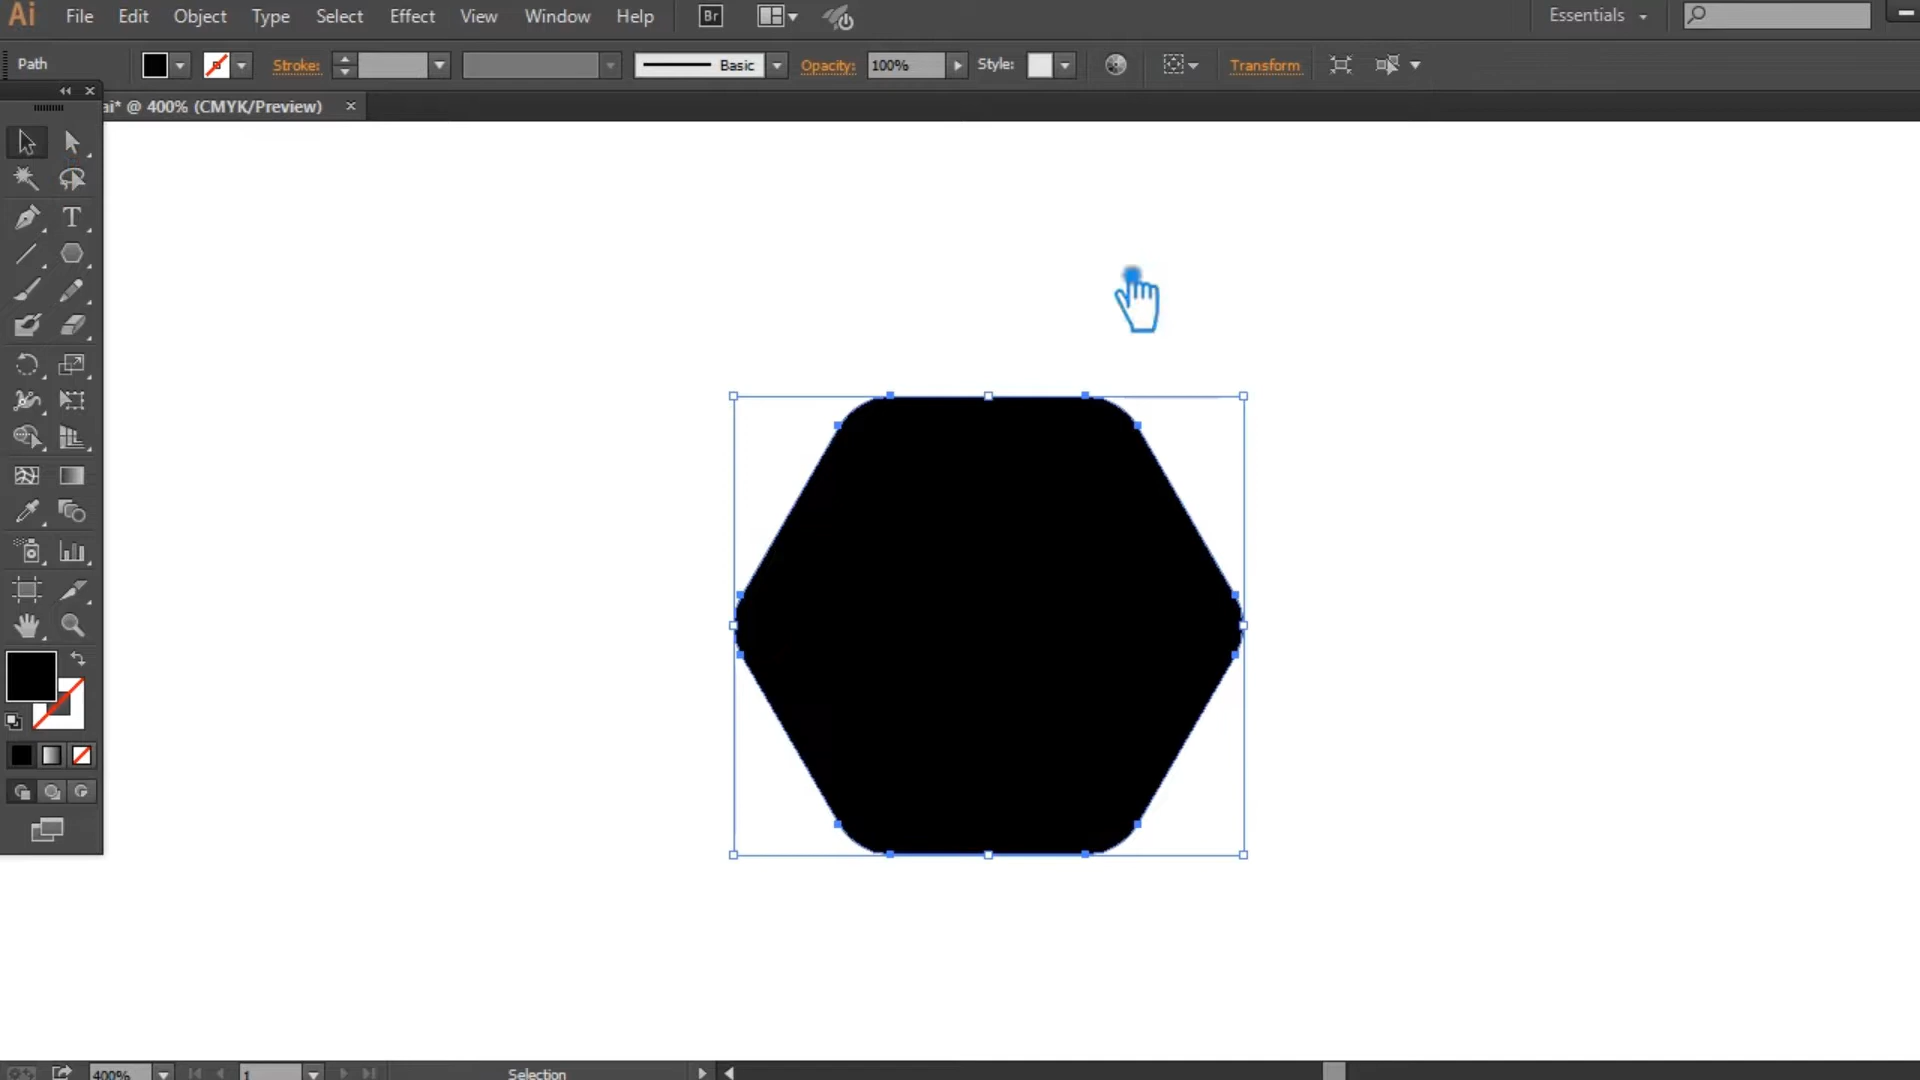 Ai File Edit Object Type Select Effect View Window Help Br Essentials
Path Stroke: Basic Opacity: 100% Style: Transform
ai* @ 400% (CMYK/Preview) ×
T
400% 1 Selection